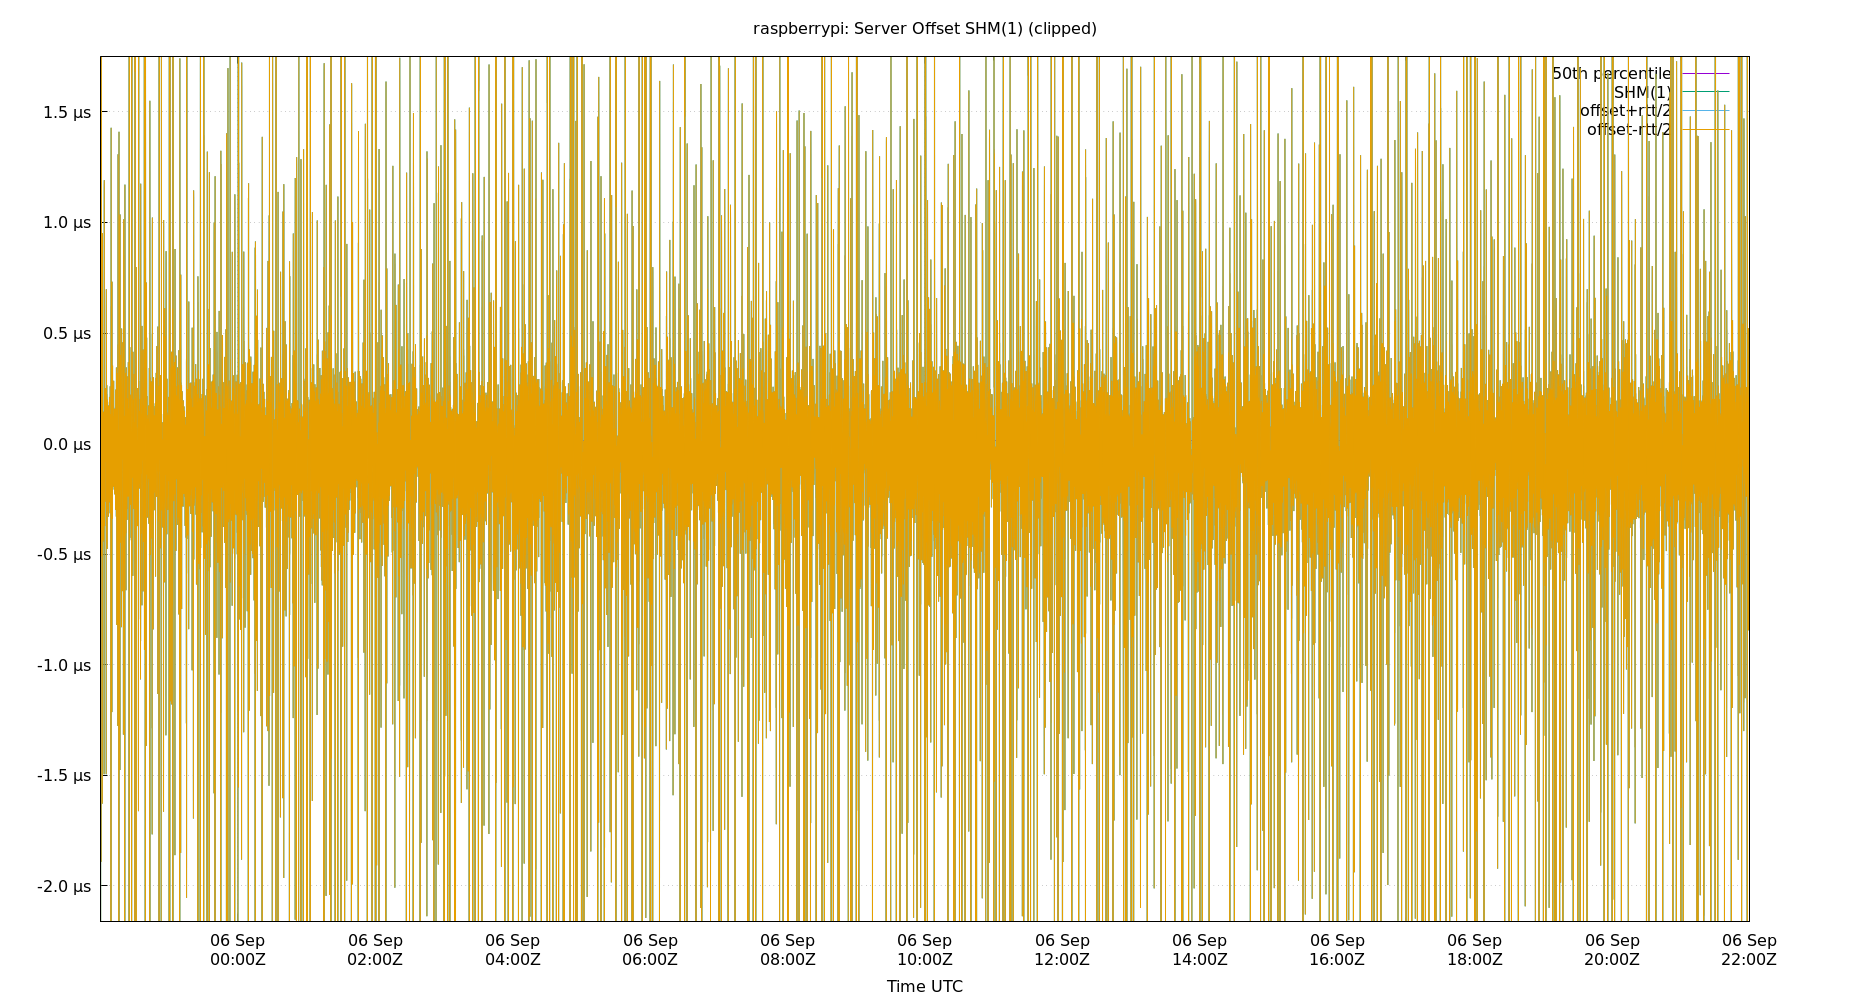 raspberrypi: Server Offset SHM(1) (clipped)
50th percentile
SHM(1)
offset+rtt/2
offset-rtt/2
1.5 µs
1.0 µs
0.5 µs
0.0 µs
-0.5 µs
-1.0 µs
-1.5 µs
-2.0 µs
06 Sep 06 Sep 06 Sep 06 Sep 06 Sep 06 Sep 06 Sep 06 Sep 06 Sep 06 Sep 06 Sep 06 Sep
00:00Z 02:00Z 04:00Z 06:00Z 08:00Z 10:00Z 12:00Z 14:00Z 16:00Z 18:00Z 20:00Z 22:00Z
Time UTC